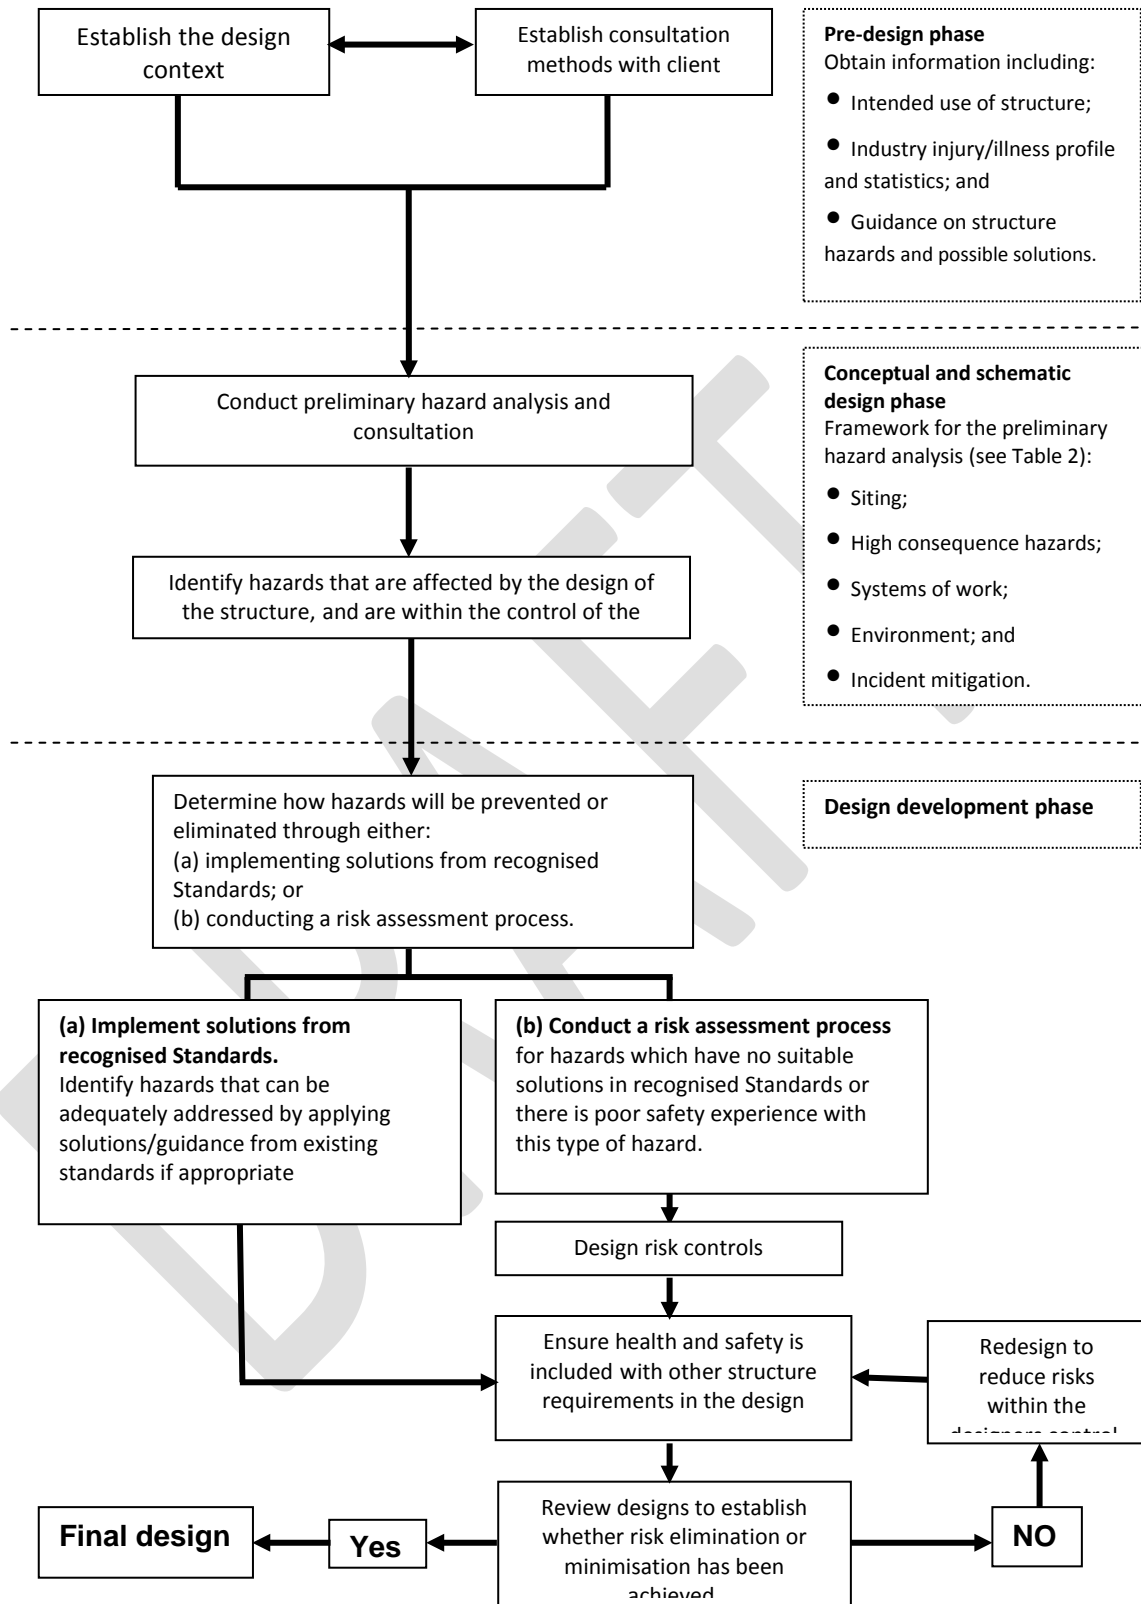 Establish the design
context
Establish consultation
methods with client
Pre-design phase
Obtain information including:
• Intended use of structure;
• Industry injury/illness profile
and statistics; and
• Guidance on structure
hazards and possible solutions.
Conduct preliminary hazard analysis and
consultation
Conceptual and schematic
design phase
Framework for the preliminary
hazard analysis (see Table 2):
• Siting;
• High consequence hazards;
• Systems of work;
• Environment; and
• Incident mitigation.
Identify hazards that are affected by the design of
the structure, and are within the control of the
Determine how hazards will be prevented or
eliminated through either:
(a) implementing solutions from recognised
Standards; or
(b) conducting a risk assessment process.
Design development phase
(a) Implement solutions from
recognised Standards.
Identify hazards that can be
adequately addressed by applying
solutions/guidance from existing
standards if appropriate
(b) Conduct a risk assessment process
for hazards which have no suitable
solutions in recognised Standards or
there is poor safety experience with
this type of hazard.
Design risk controls
Ensure health and safety is
included with other structure
requirements in the design
Redesign to
reduce risks
within the
designers control
Review designs to establish
whether risk elimination or
minimisation has been
achieved
Final design
Yes
NO
DRAFT